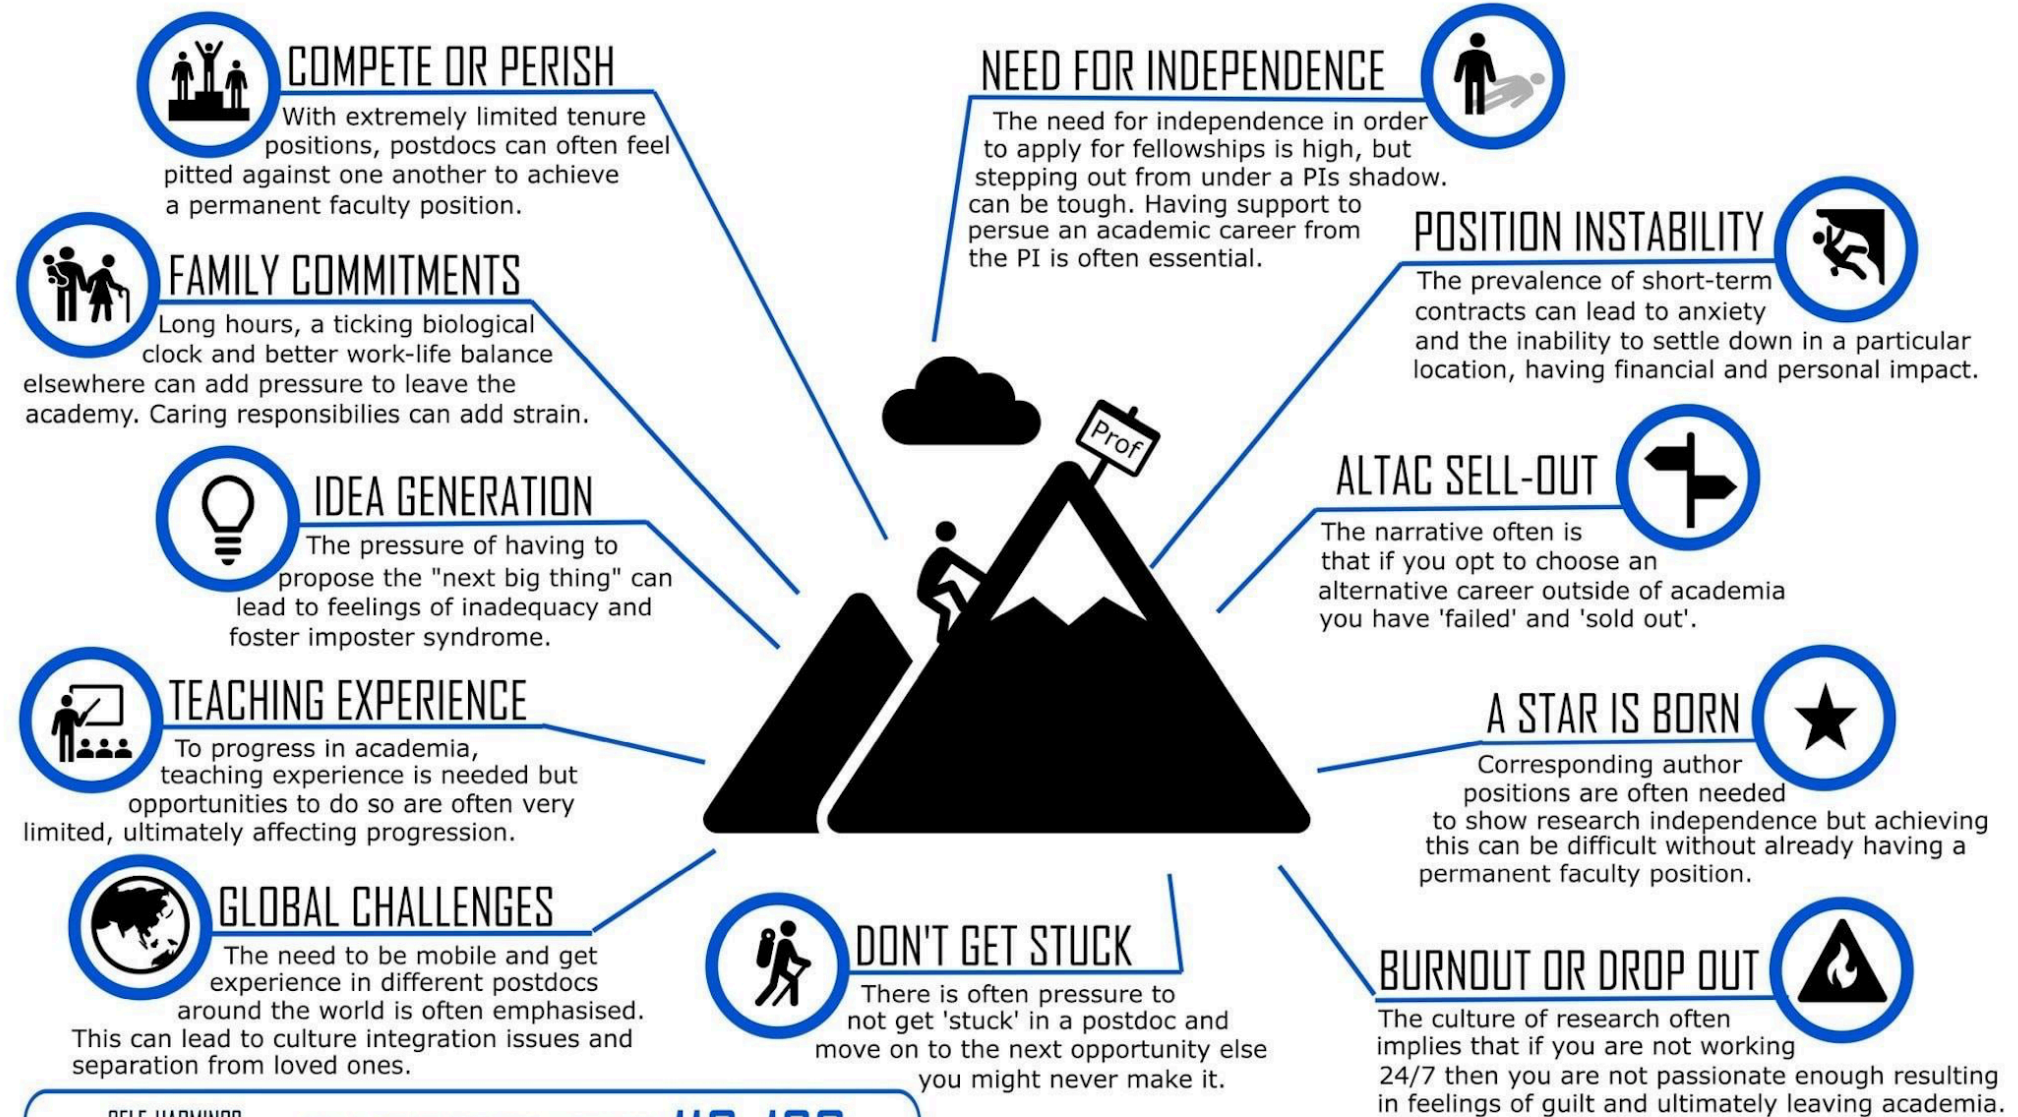 COMPETE OR PERISH
With extremely limited tenure
positions, postdocs can often feel
pitted against one another to achieve
a permanent faculty position.
FAMILY COMMITMENTS
Long hours, a ticking biological
clock and better work-life balance
elsewhere can add pressure to leave the
academy. Caring responsibilies can add strain.
IDEA GENERATION
The pressure of having to
propose the "next big thing" can
lead to feelings of inadequacy and
foster imposter syndrome.
TEACHING EXPERIENCE
To progress in academia,
teaching experience is needed but
opportunities to do so are often very
limited, ultimately affecting progression.
GLOBAL CHALLENGES
The need to be mobile and get
experience in different postdocs
around the world is often emphasised.
This can lead to culture integration issues and
separation from loved ones.
NEED FOR INDEPENDENCE
The need for independence in order
to apply for fellowships is high, but
stepping out from under a PIs shadow.
can be tough. Having support to
persue an academic career from
the PI is often essential.
Prof
POSITION INSTABILITY
The prevalence of short-term
contracts can lead to anxiety
and the inability to settle down in a particular
location, having financial and personal impact.
ALTAC SELL-OUT
The narrative often is
that if you opt to choose an
alternative career outside of academia
you have 'failed' and 'sold out'.
A STAR IS BORN
Corresponding author
positions are often needed
to show research independence but achieving
this can be difficult without already having a
permanent faculty position.
DON'T GET STUCK
There is often pressure to
not get 'stuck' in a postdoc and
move on to the next opportunity else
you might never make it.
BURNOUT OR DROP OUT
The culture of research often
implies that if you are not working
24/7 then you are not passionate enough resulting
in feelings of guilt and ultimately leaving academia.